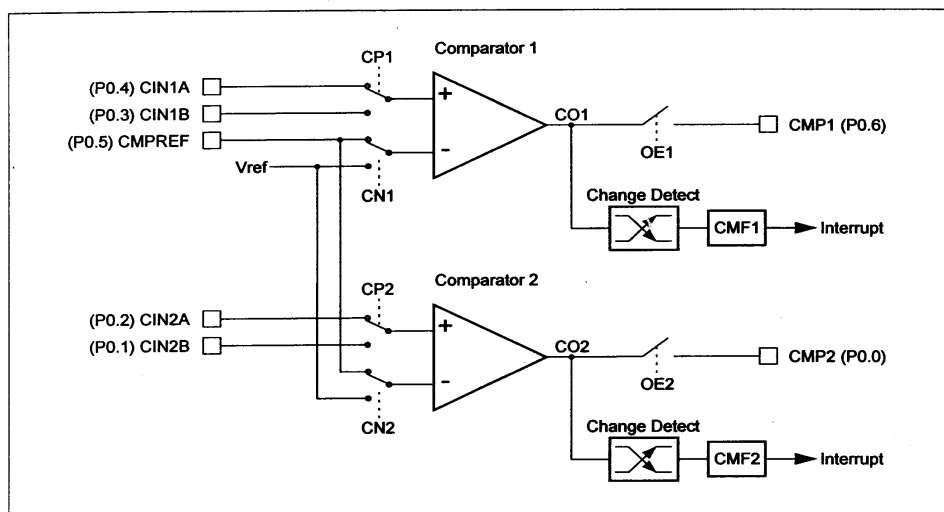 Comparator 1
CP1
(P0.4) CIN1A
(P0.3) CIN1B
(P0.5) CMPREF
Vref
CN1
+
-
CO1
OE1
CMP1 (P0.6)
Change Detect
CMF1
Interrupt
Comparator 2
CP2
(P0.2) CIN2A
(P0.1) CIN2B
CN2
+
-
CO2
OE2
CMP2 (P0.0)
Change Detect
CMF2
Interrupt